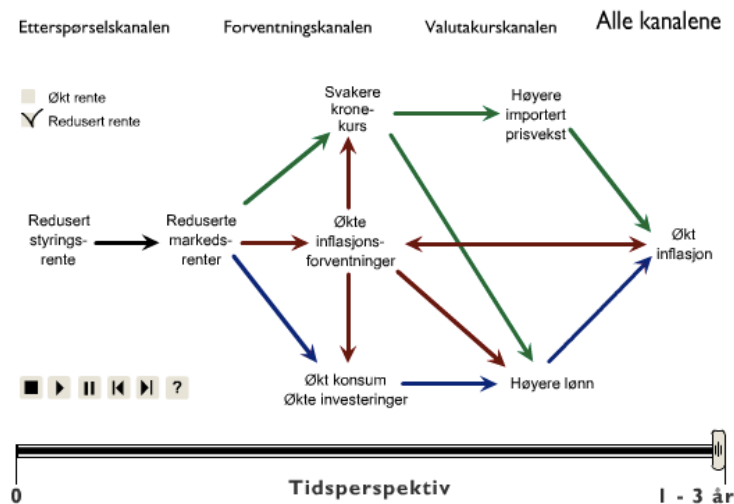 Etterspørselskanalen
Forventningskanalen
Valutakurskanalen
Alle kanalene
Økt rente
Redusert rente
Svakere
krone-
kurs
Høyere
importert
prisvekst
Redusert
styrings-
rente
Reduserte
markeds-
renter
Økte
inflasjons-
forventninger
Økt
inflasjon
Økt konsum
Økte investeringer
Høyere lønn
?
0
Tidsperspektiv
1 - 3 år